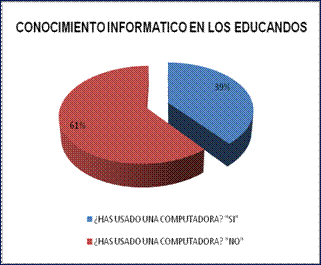 CONOCIMIENTO INFORMATICO EN LOS EDUCANDOS
39%
61%
¿HAS USADO UNA COMPUTADORA? "SI"
¿HAS USADO UNA COMPUTADORA? "NO"